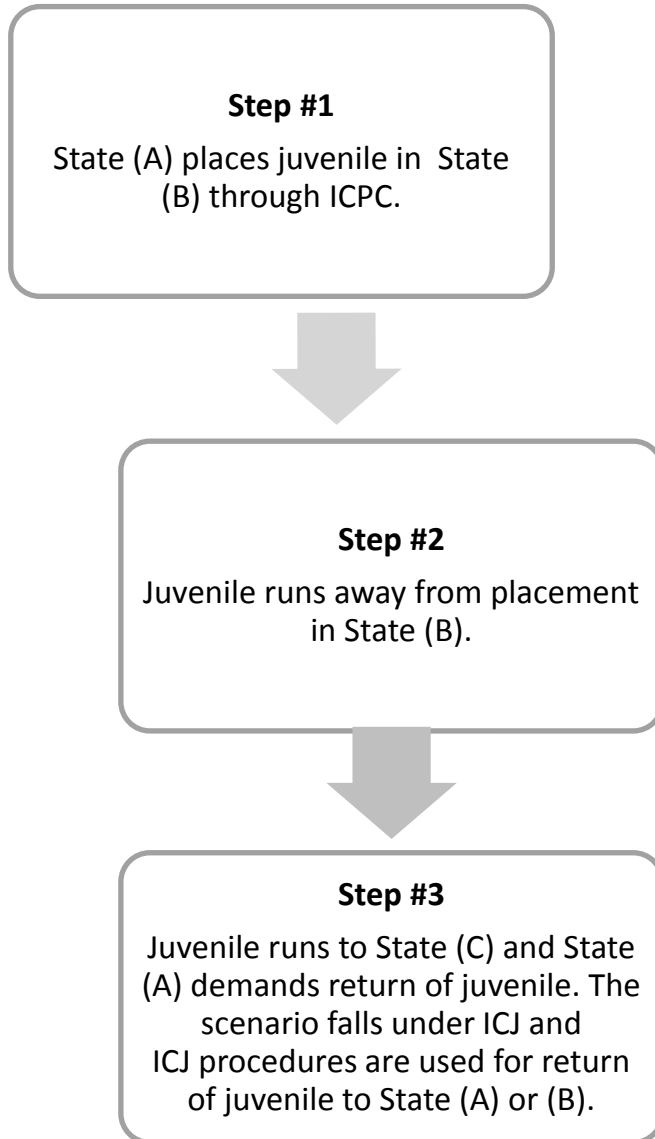 Step #1
State (A) places juvenile in State
(B) through ICPC.
Step #2
Juvenile runs away from placement
in State (B).
Step #3
Juvenile runs to State (C) and State
(A) demands return of juvenile. The
scenario falls under ICJ and
ICJ procedures are used for return
of juvenile to State (A) or (B).